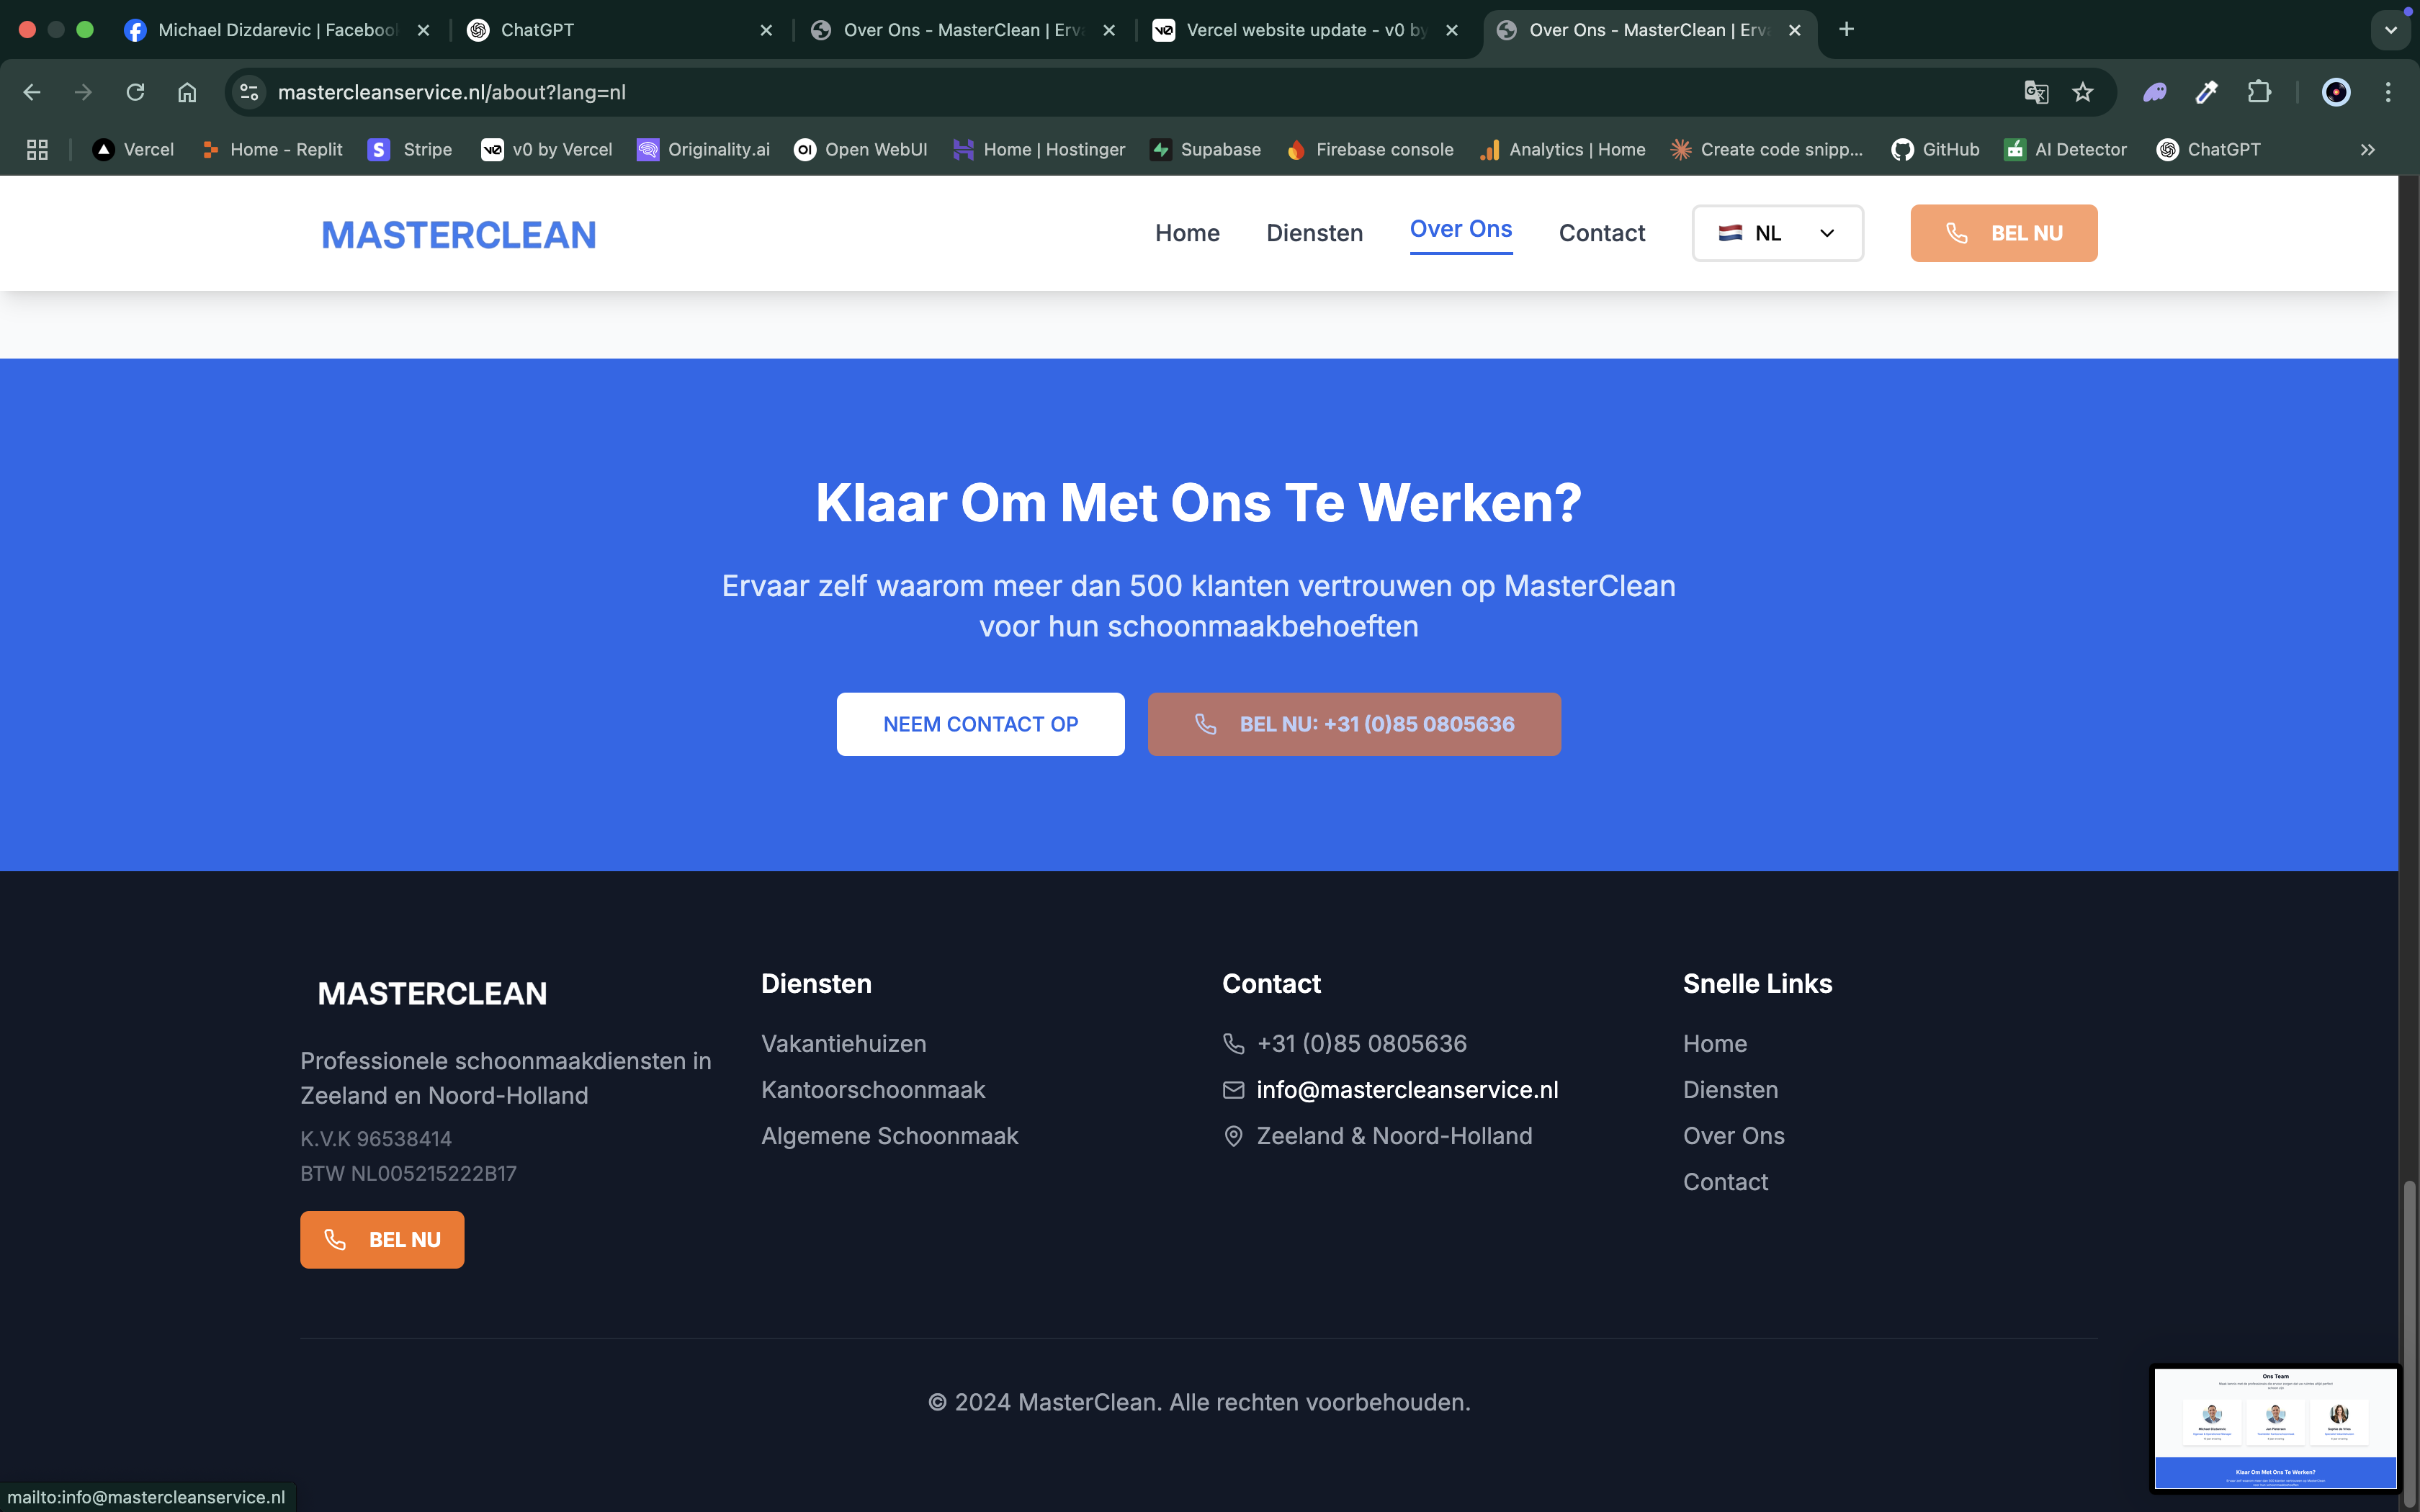 Michael Dizdarevic | Facebook
ChatGPT
Over Ons - MasterClean | Erva
Vercel website update - v0 by
Over Ons - MasterClean | Erva
mastercleanservice.nl/about?lang=nl
Vercel
Home - Replit
Stripe
v0 by Vercel
Originality.ai
Open WebUI
Home | Hostinger
Supabase
Firebase console
Analytics | Home
Create code snipp...
GitHub
AI Detector
ChatGPT
MASTERCLEAN
Home
Diensten
Over Ons
Contact
NL
BEL NU
Klaar Om Met Ons Te Werken?
Ervaar zelf waarom meer dan 500 klanten vertrouwen op MasterClean
voor hun schoonmaakbehoeften
NEEM CONTACT OP
BEL NU: +31 (0)85 0805636
MASTERCLEAN
Professionele schoonmaakdiensten in
Zeeland en Noord-Holland
K.V.K 96538414
BTW NL005215222B17
BEL NU
Diensten
Vakantiehuizen
Kantoorschoonmaak
Algemene Schoonmaak
Contact
+31 (0)85 0805636
info@mastercleanservice.nl
Zeeland & Noord-Holland
Snelle Links
Home
Diensten
Over Ons
Contact
© 2024 MasterClean. Alle rechten voorbehouden.
Ons Team
Klaar Om Met Ons Te Werken?
mailto:info@mastercleanservice.nl